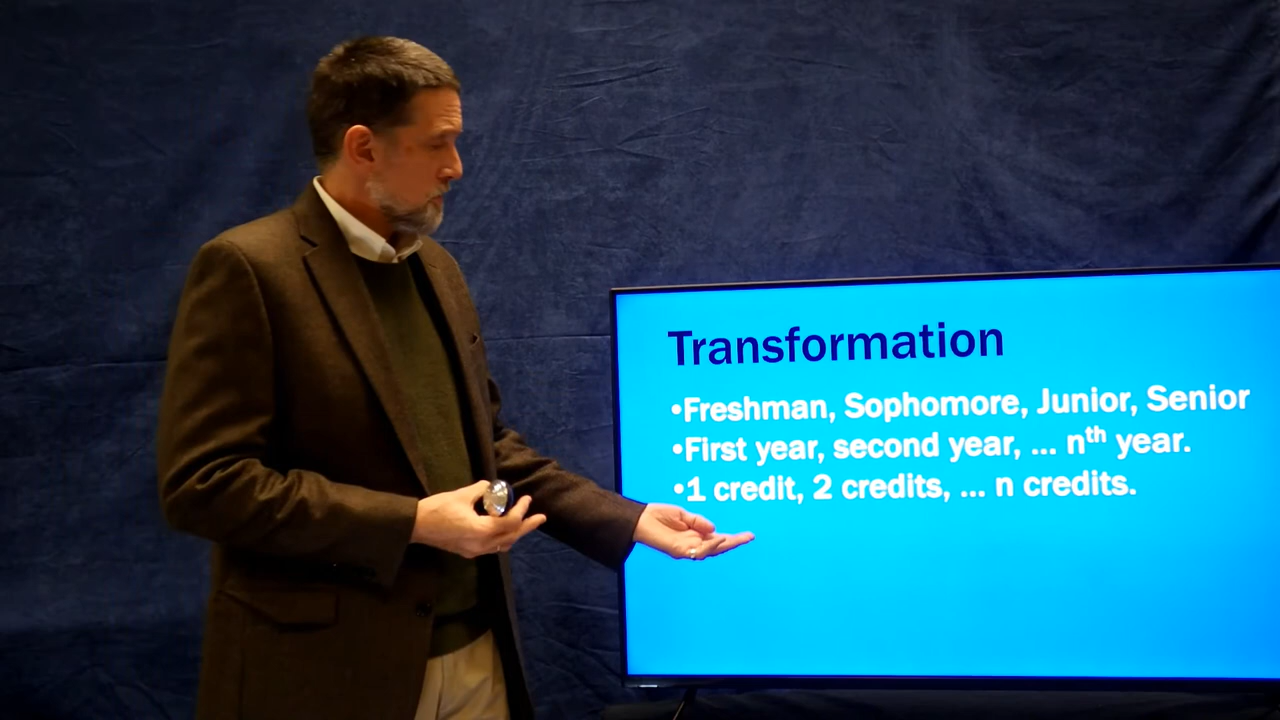 Transformation
•Freshman, Sophomore, Junior, Senior
•First year, second year, ... nth year.
•1 credit, 2 credits, ... n credits.